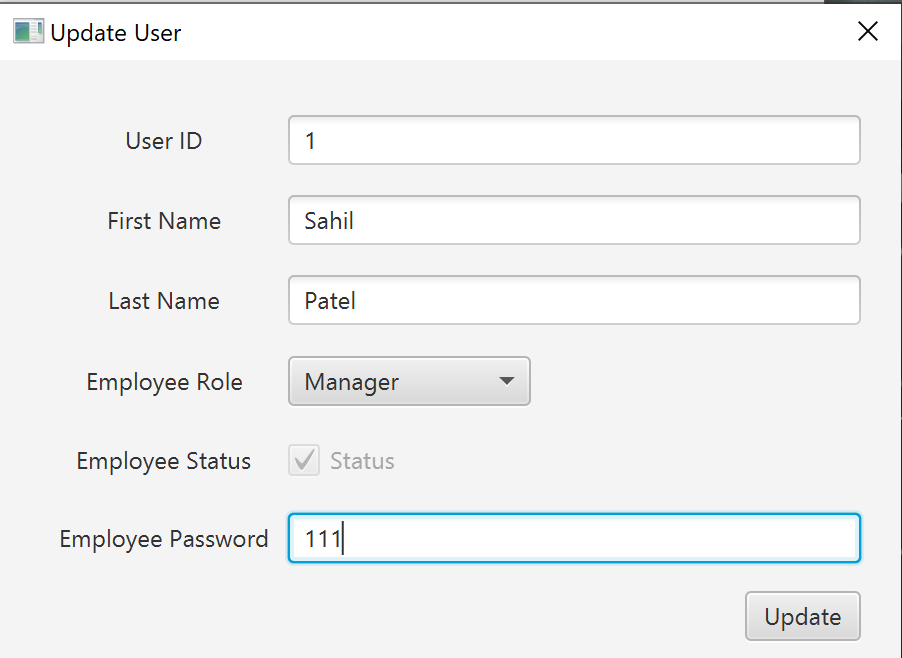 Update User
User ID 1
First Name Sahil
Last Name Patel
Employee Role Manager
Employee Status Status
Employee Password 111
Update